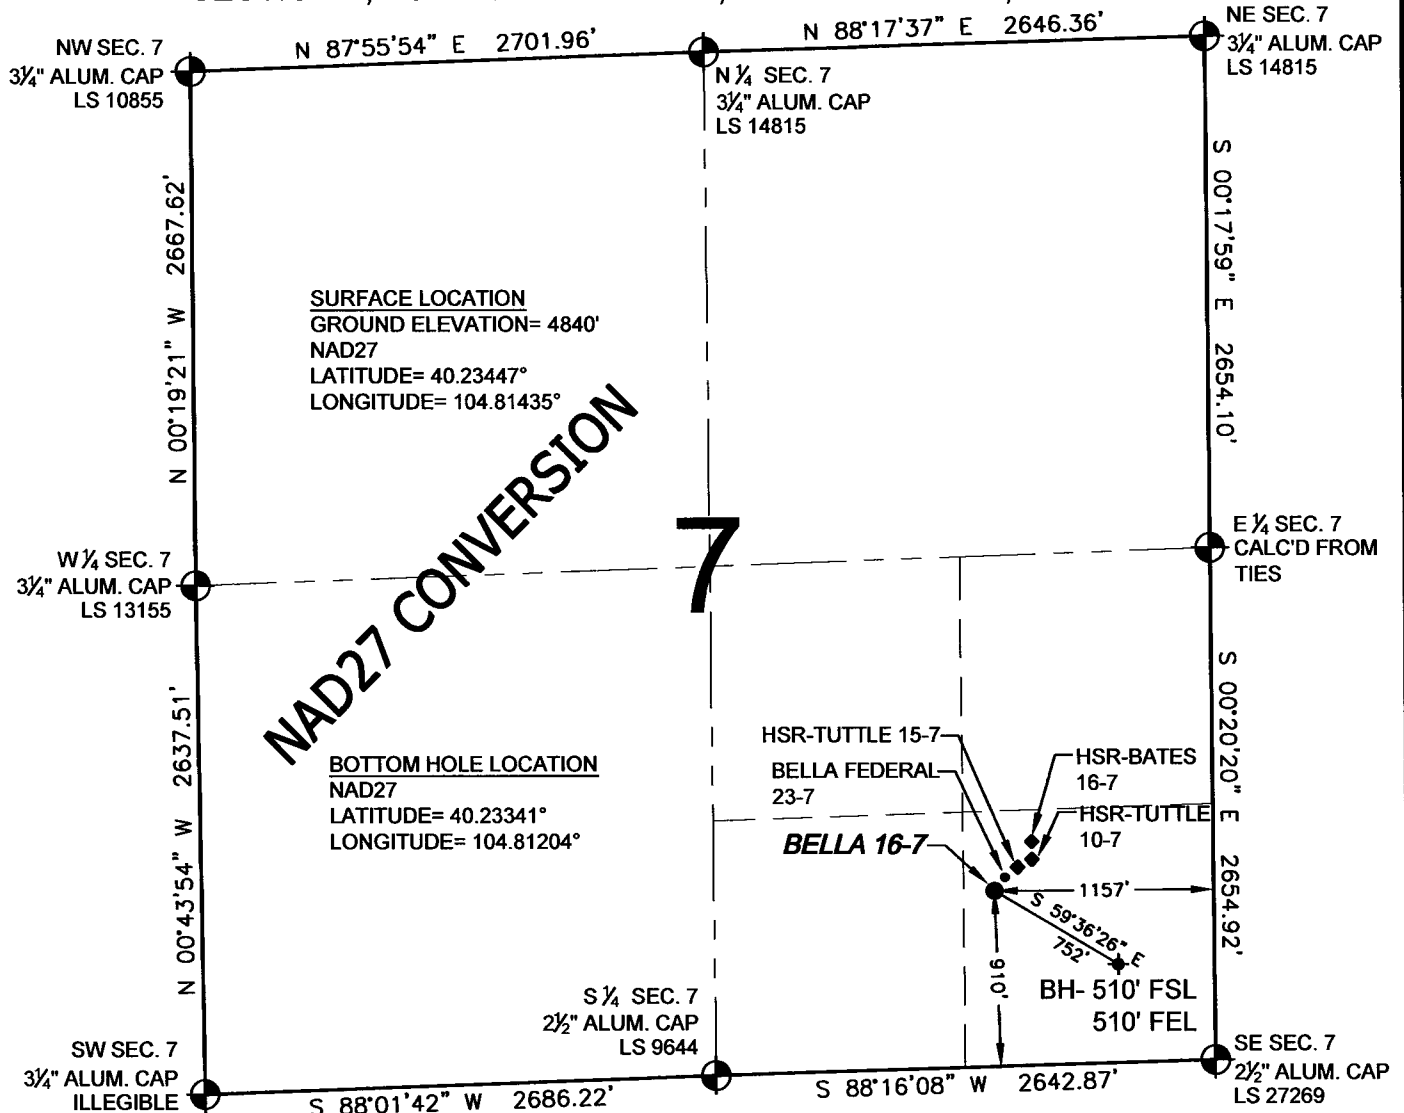 N 87°55'54" E 2701.96'
N 88°17'37" E 2646.36'
NW SEC. 7
3¼" ALUM. CAP
LS 10855
N ¼ SEC. 7
3¼" ALUM. CAP
LS 14815
NE SEC. 7
3¼" ALUM. CAP
LS 14815
N 00°19'21" W 2667.62'
S 00°17'59" E 2654.10'
SURFACE LOCATION
GROUND ELEVATION= 4840'
NAD27
LATITUDE= 40.23447°
LONGITUDE= 104.81435°
NAD27 CONVERSION
7
W ¼ SEC. 7
3¼" ALUM. CAP
LS 13155
E ¼ SEC. 7
CALC'D FROM
TIES
N 00°43'54" W 2637.51'
S 00°20'20" E 2654.92'
BOTTOM HOLE LOCATION
NAD27
LATITUDE= 40.23341°
LONGITUDE= 104.81204°
HSR-TUTTLE 15-7
BELLA FEDERAL
23-7
BELLA 16-7
HSR-BATES
16-7
HSR-TUTTLE
10-7
1157'
S 59°36'26" E
752'
910'
BH- 510' FSL
510' FEL
S ¼ SEC. 7
2½" ALUM. CAP
LS 9644
SW SEC. 7
3¼" ALUM. CAP
ILLEGIBLE
SE SEC. 7
2½" ALUM. CAP
LS 27269
S 88°01'42" W 2686.22'
S 88°16'08" W 2642.87'